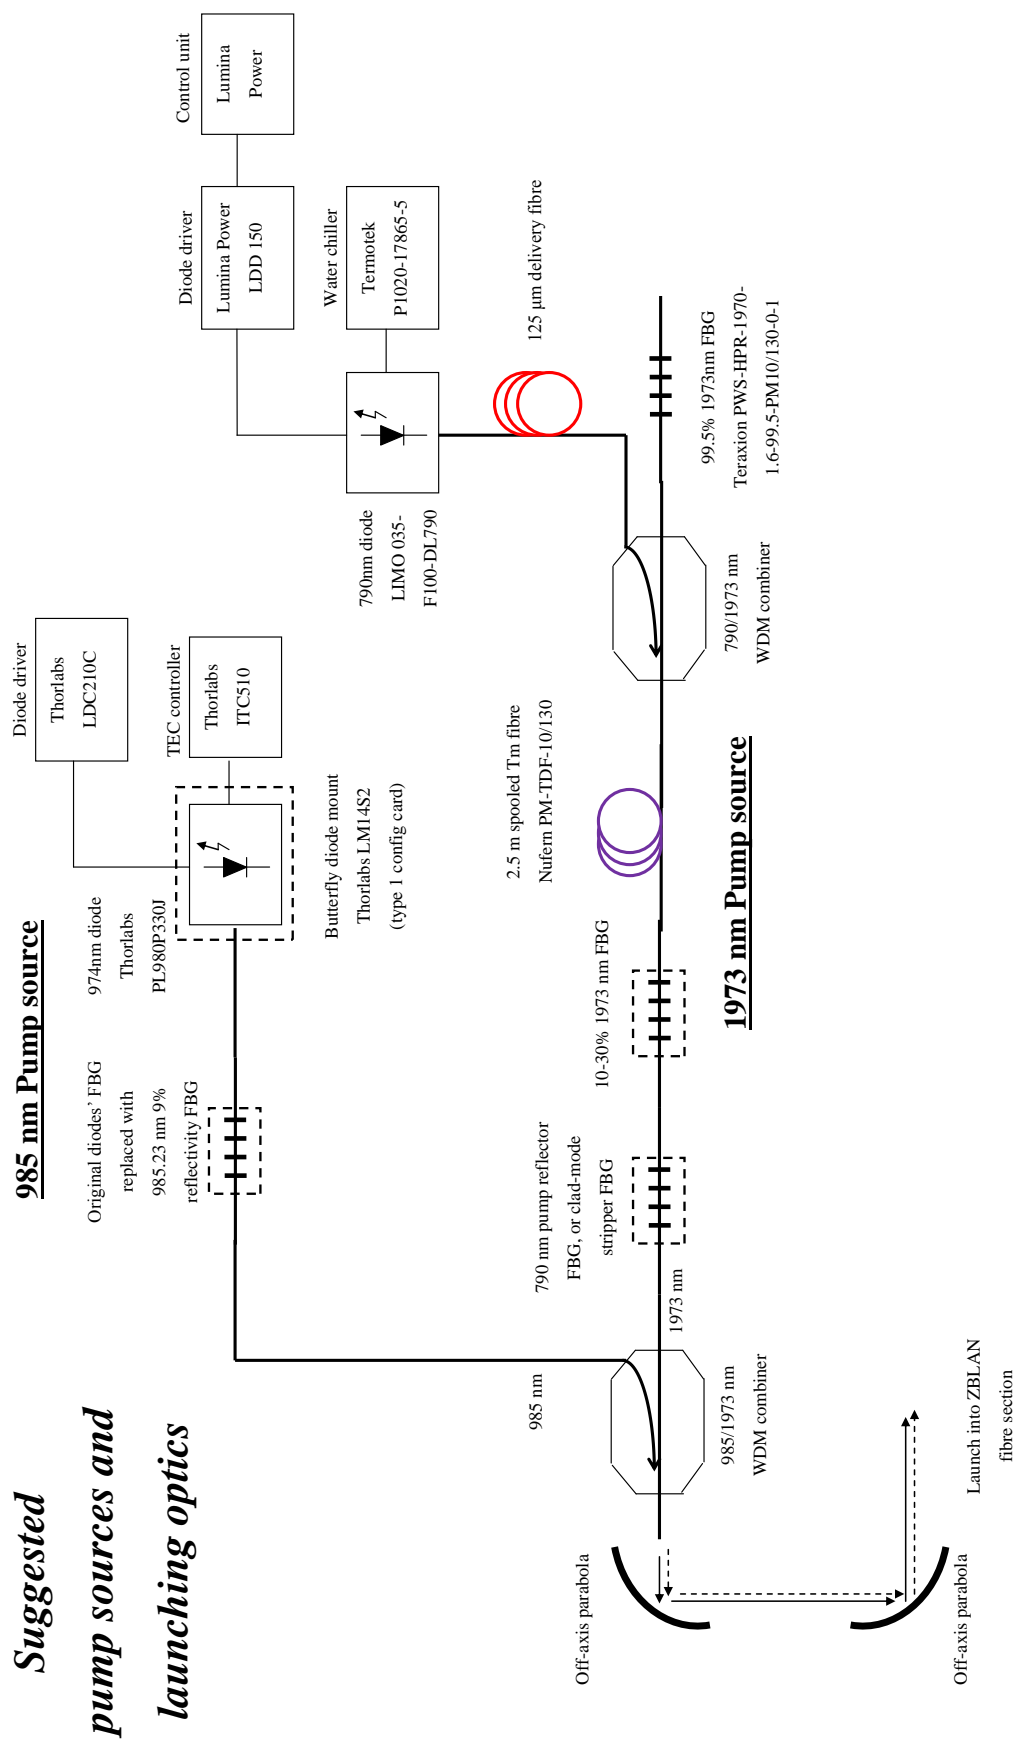 Suggested
pump sources and
launching optics
985 nm Pump source
Original diodes’ FBG
replaced with
985.23 nm 9%
reflectivity FBG
974nm diode
Thorlabs
PL980P330J
Diode driver
Thorlabs
LDC210C
TEC controller
Thorlabs
ITC510
Butterfly diode mount
Thorlabs LM14S2
(type 1 config card)
Control unit
Lumina
Power
Diode driver
Lumina Power
LDD 150
Water chiller
Termotek
P1020-17865-5
790nm diode
LIMO 035-
F100-DL790
125 µm delivery fibre
985 nm
790 nm pump reflector
FBG, or clad-mode
stripper FBG
10-30% 1973 nm FBG
2.5 m spooled Tm fibre
Nufern PM-TDF-10/130
99.5% 1973nm FBG
Teraxion PWS-HPR-1970-
1.6-99.5-PM10/130-0-1
1973 nm
985/1973 nm
WDM combiner
1973 nm Pump source
790/1973 nm
WDM combiner
Off-axis parabola
Off-axis parabola
Launch into ZBLAN
fibre section